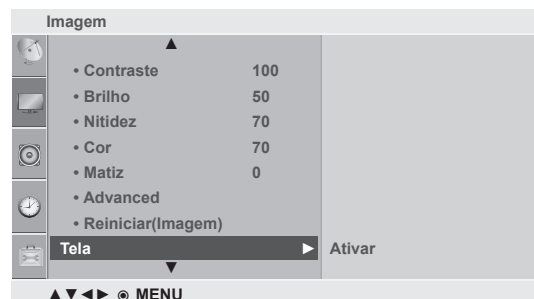 Imagem
▲
• Contraste 100
• Brilho 50
• Nitidez 70
• Cor 70
• Matiz 0
• Advanced
• Reiniciar(Imagem)
Tela ► Ativar
▼
▲▼◄► ◉ MENU